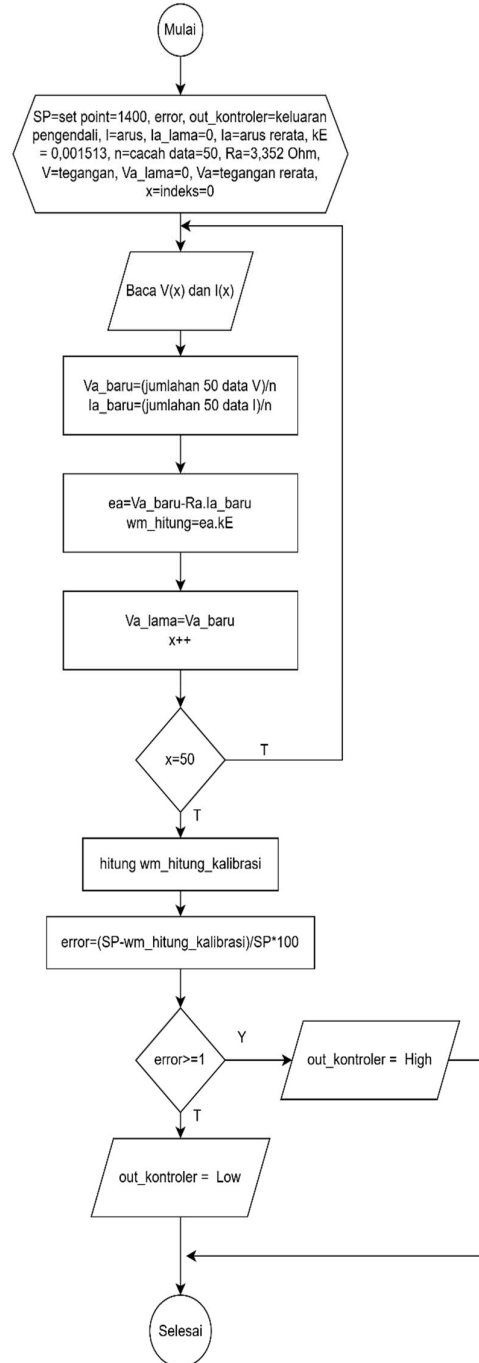 Mulai
SP=set point=1400, error, out_kontroler=keluaran
pengendali, I=arus, Ia_lama=0, Ia=arus rerata, kE
= 0,001513, n=cacah data=50, Ra=3,352 Ohm,
V=tegangan, Va_lama=0, Va=tegangan rerata,
x=indeks=0
Baca V(x) dan I(x)
Va_baru=(jumlahan 50 data V)/n
Ia_baru=(jumlahan 50 data I)/n
ea=Va_baru-Ra.Ia_baru
wm_hitung=ea.kE
Va_lama=Va_baru
x++
x=50
T
T
hitung wm_hitung_kalibrasi
error=(SP-wm_hitung_kalibrasi)/SP*100
error>=1
Y
out_kontroler = High
T
out_kontroler = Low
Selesai